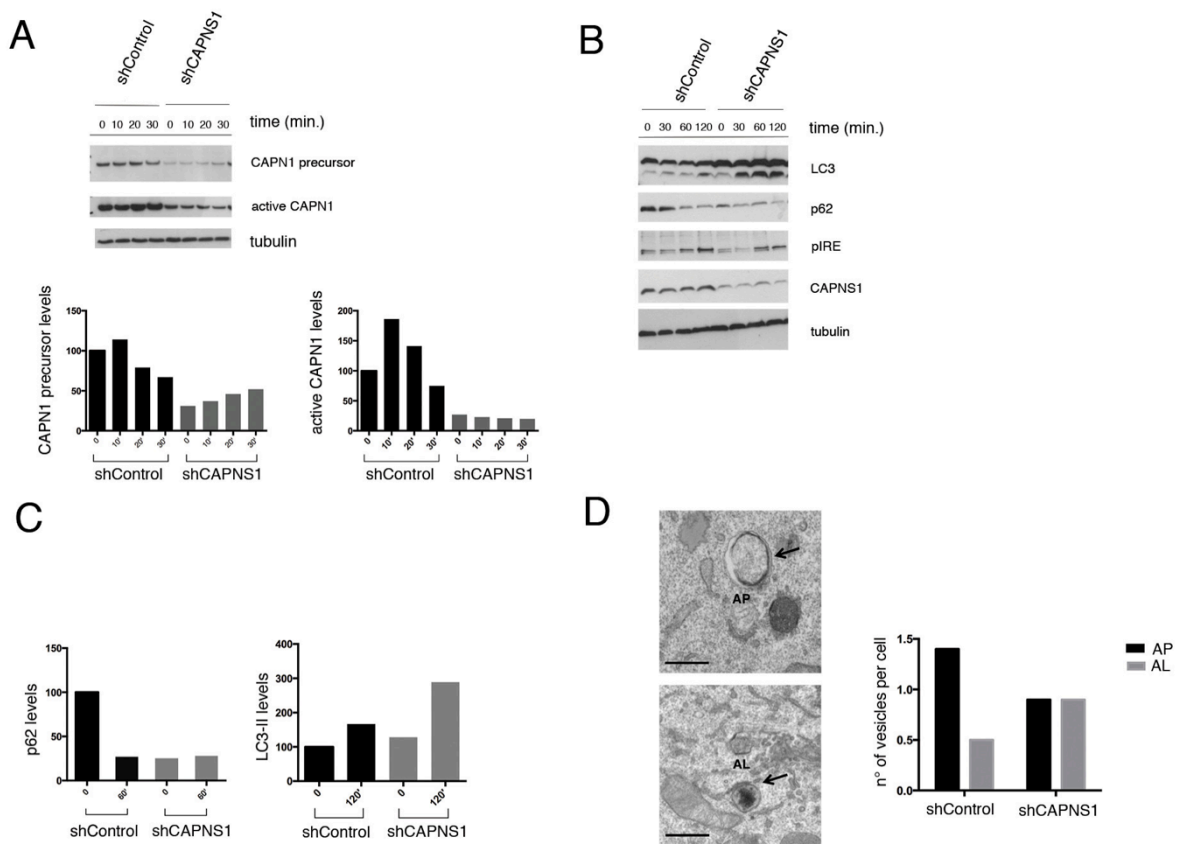 A
shControl
shCAPNS1
0 10 20 30 0 10 20 30 time (min.)
CAPN1 precursor
active CAPN1
tubulin
CAPN1 precursor levels
150
100
50
0
0 10' 20' 30' 0 10' 20' 30'
shControl shCAPNS1
active CAPN1 levels
200
150
100
50
0
0 10' 20' 30' 0 10' 20' 30'
shControl shCAPNS1
B
shControl
shCAPNS1
0 30 60 120 0 30 60 120 time (min.)
LC3
p62
pIRE
CAPNS1
tubulin
C
p62 levels
150
100
50
0
0 60' 0 60'
shControl shCAPNS1
LC3-II levels
400
300
200
100
0
0 120' 0 120'
shControl shCAPNS1
D
AP
AL
n° of vesicles per cell
1.5
1.0
0.5
0.0
shControl shCAPNS1
AP
AL